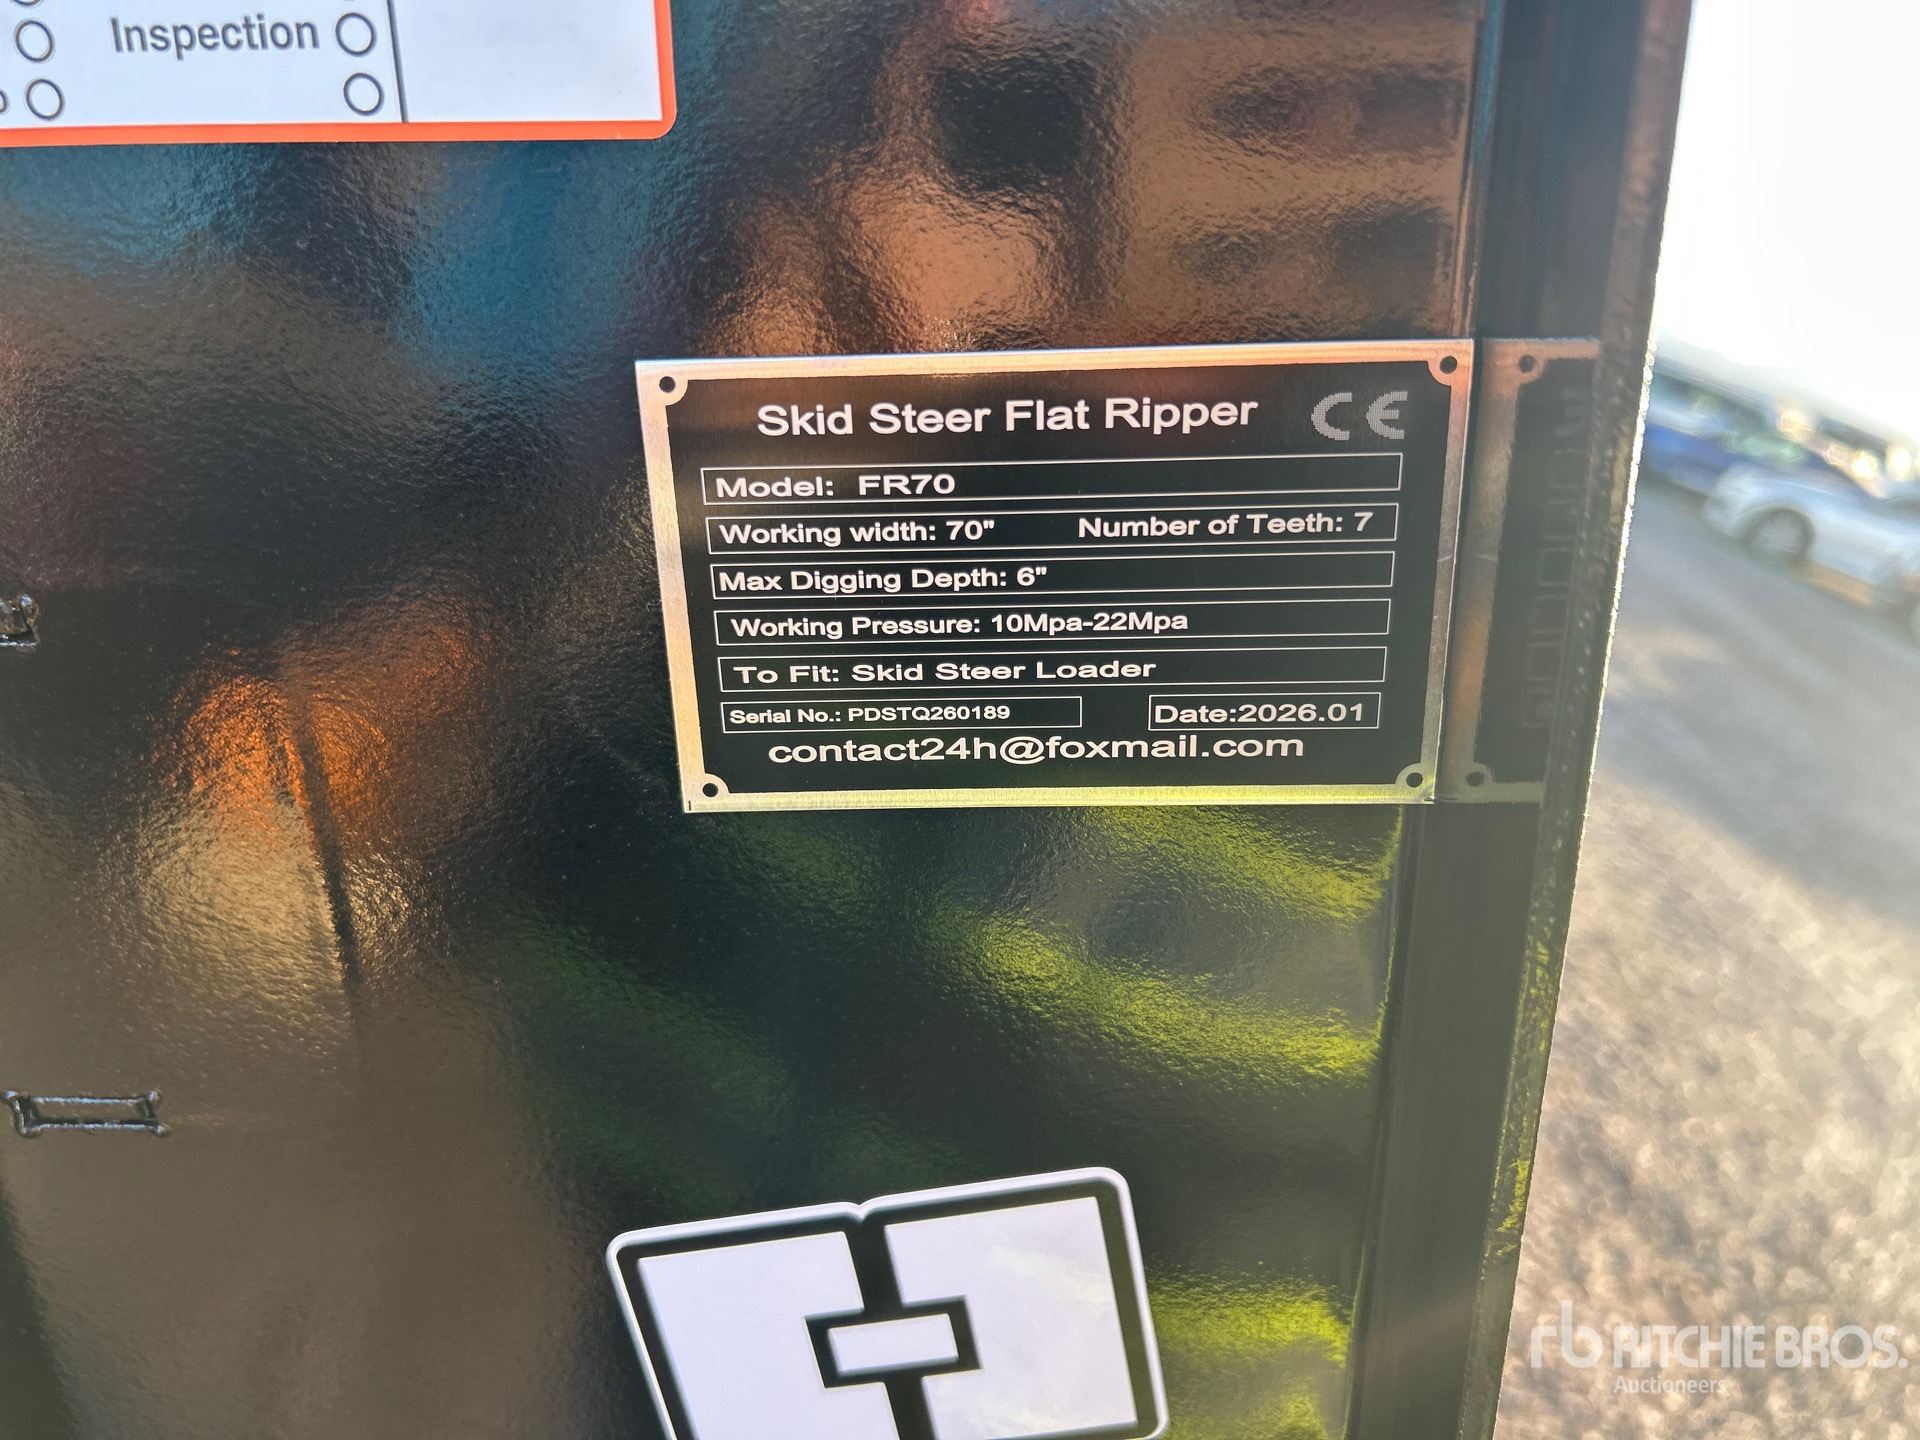 Inspection
Skid Steer Flat Ripper CE
Model: FR70
Working width: 70" Number of Teeth: 7
Max Digging Depth: 6"
Working Pressure: 10Mpa-22Mpa
To Fit: Skid Steer Loader
Serial No.: PDSTQ260189 Date:2026.01
contact24h@foxmail.com
rb RITCHIE BROS.
Auctioneers